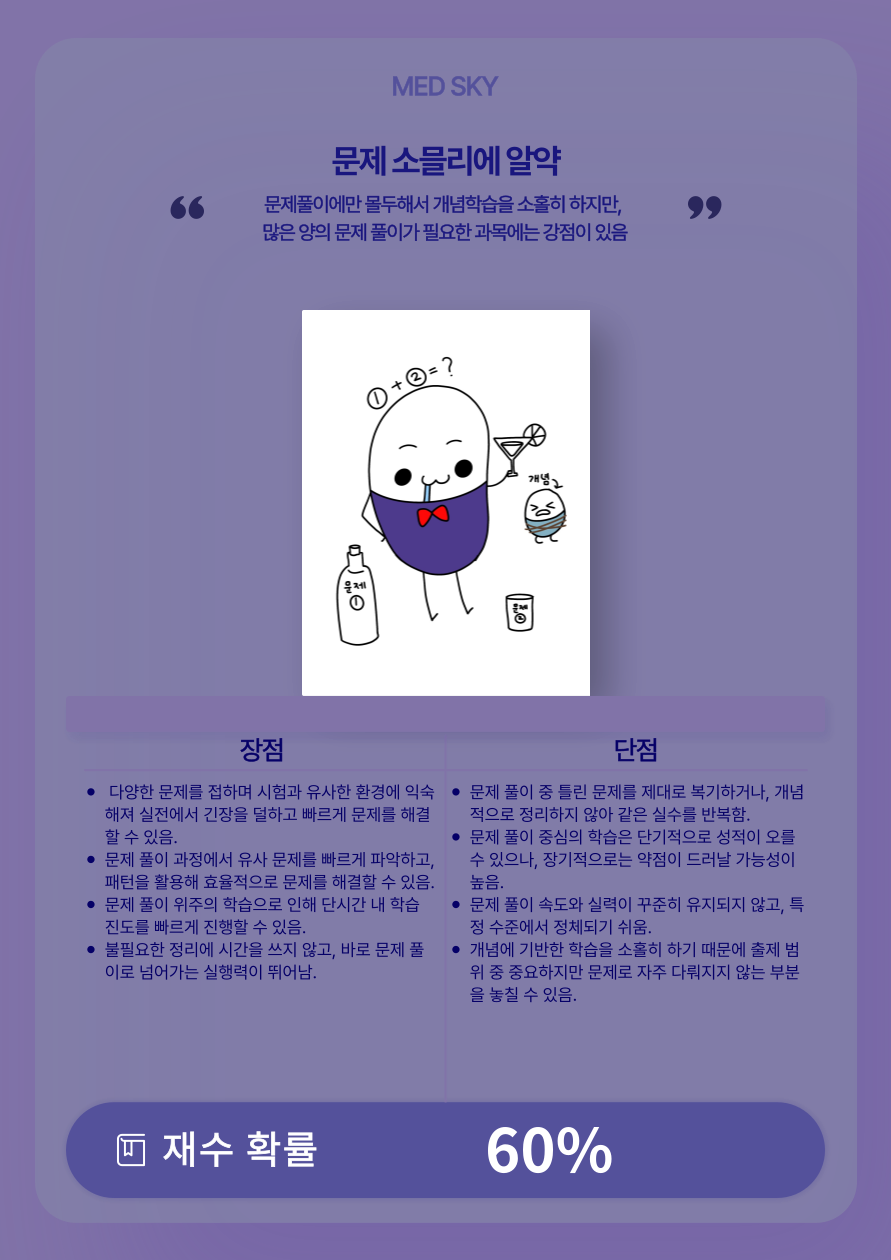 MED SKY
문제 소믈리에 알약
“ 문제풀이에만 몰두해서 개념학습을 소홀히 하지만, ”
많은 양의 문제 풀이가 필요한 과목에는 강점이 있음
① + ② = ?
개념
문제
①
문제
②
장점
다양한 문제를 접하며 시험과 유사한 환경에 익숙
해져 실전에서 긴장을 덜하고 빠르게 문제를 해결
할 수 있음.
문제 풀이 과정에서 유사 문제를 빠르게 파악하고,
패턴을 활용해 효율적으로 문제를 해결할 수 있음.
문제 풀이 위주의 학습으로 인해 단시간 내 학습
진도를 빠르게 진행할 수 있음.
불필요한 정리에 시간을 쓰지 않고, 바로 문제 풀
이로 넘어가는 실행력이 뛰어남.
단점
문제 풀이 중 틀린 문제를 제대로 복기하거나, 개념
적으로 정리하지 않아 같은 실수를 반복함.
문제 풀이 중심의 학습은 단기적으로 성적이 오를
수 있으나, 장기적으로는 약점이 드러날 가능성이
높음.
문제 풀이 속도와 실력이 꾸준히 유지되지 않고, 특
정 수준에서 정체되기 쉬움.
개념에 기반한 학습을 소홀히 하기 때문에 출제 범
위 중 중요하지만 문제로 자주 다뤄지지 않는 부분
을 놓칠 수 있음.
재수 확률 60%